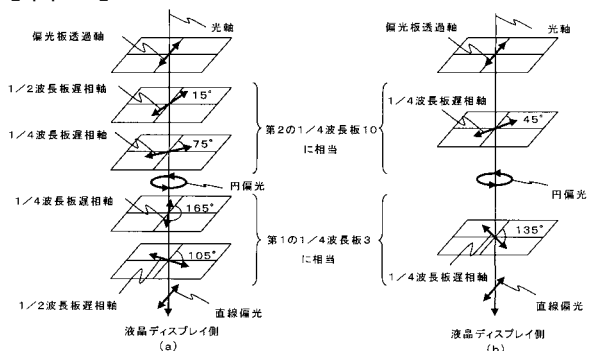 光軸
偏光板透過軸
1/2波長板遅相軸
15°
1/4波長板遅相軸
75°
第2の1/4波長板10
に相当
円偏光
1/4波長板遅相軸
165°
第1の1/4波長板3
に相当
105°
1/2波長板遅相軸
直線偏光
液晶ディスプレイ側
(a)
光軸
偏光板透過軸
1/4波長板遅相軸
45°
円偏光
135°
1/4波長板遅相軸
直線偏光
液晶ディスプレイ側
(b)